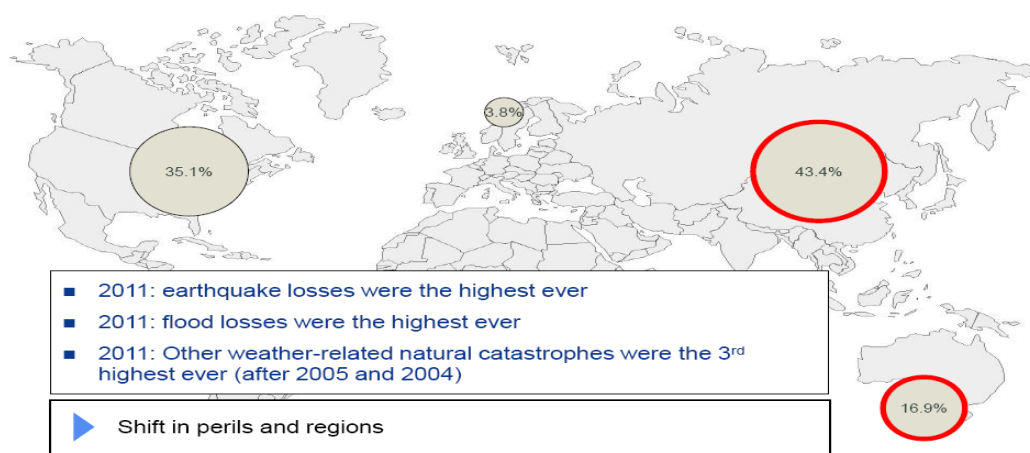 3.8%
35.1%
43.4%
2011: earthquake losses were the highest ever
2011: flood losses were the highest ever
2011: Other weather-related natural catastrophes were the 3rd
highest ever (after 2005 and 2004)
16.9%
Shift in perils and regions